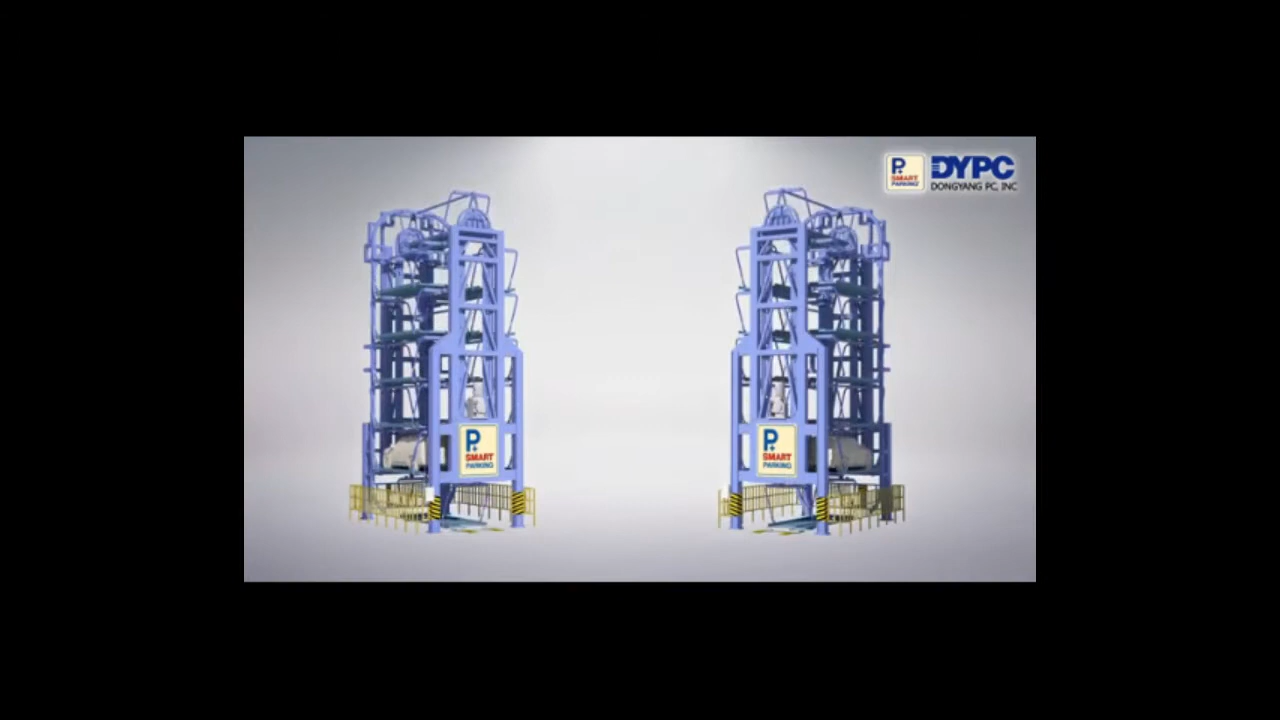 P+
SMART
PARKING
DYPC
DONGYANG PC, INC
P+
SMART
PARKING
P+
SMART
PARKING